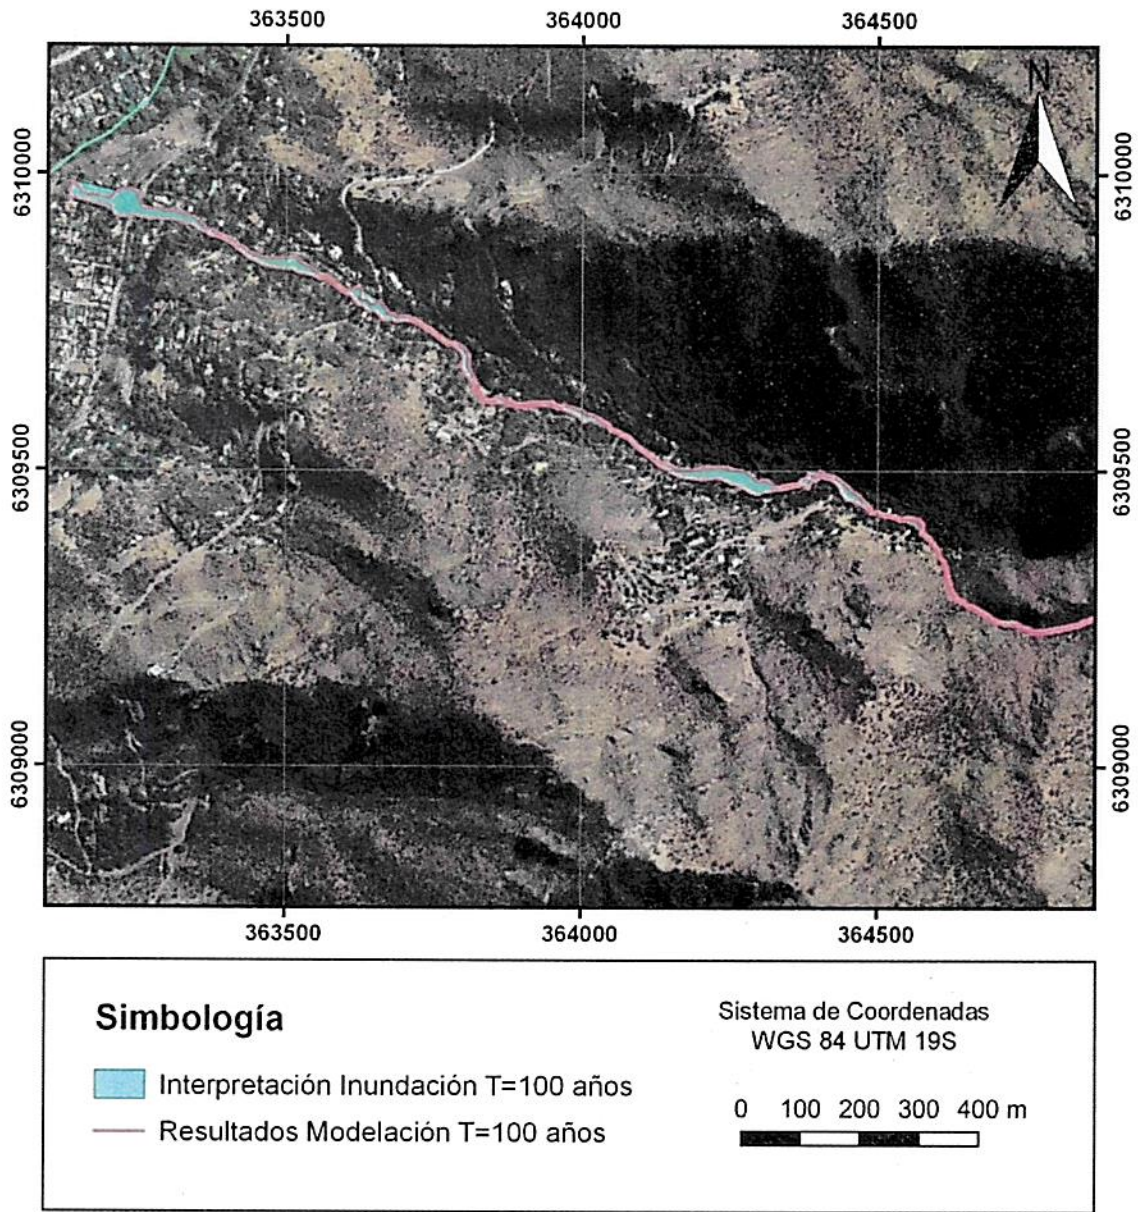 363500 364000 364500
N
6310000 6310000
6309500 6309500
6309000 6309000
363500 364000 364500
Simbología
Sistema de Coordenadas
WGS 84 UTM 19S
Interpretación Inundación T=100 años
Resultados Modelación T=100 años
0 100 200 300 400 m